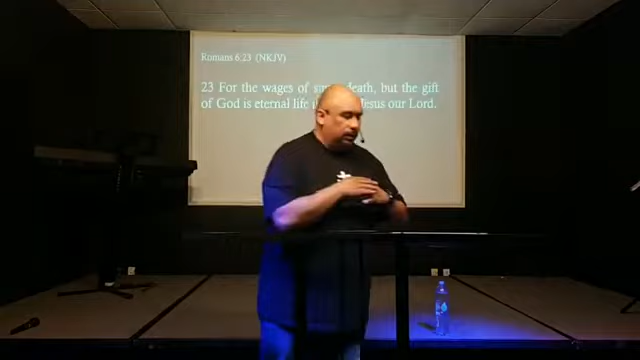 Romans 6:23 (NKJV)
23 For the wages of sin death, but the gift
of God is eternal life Jesus our Lord.